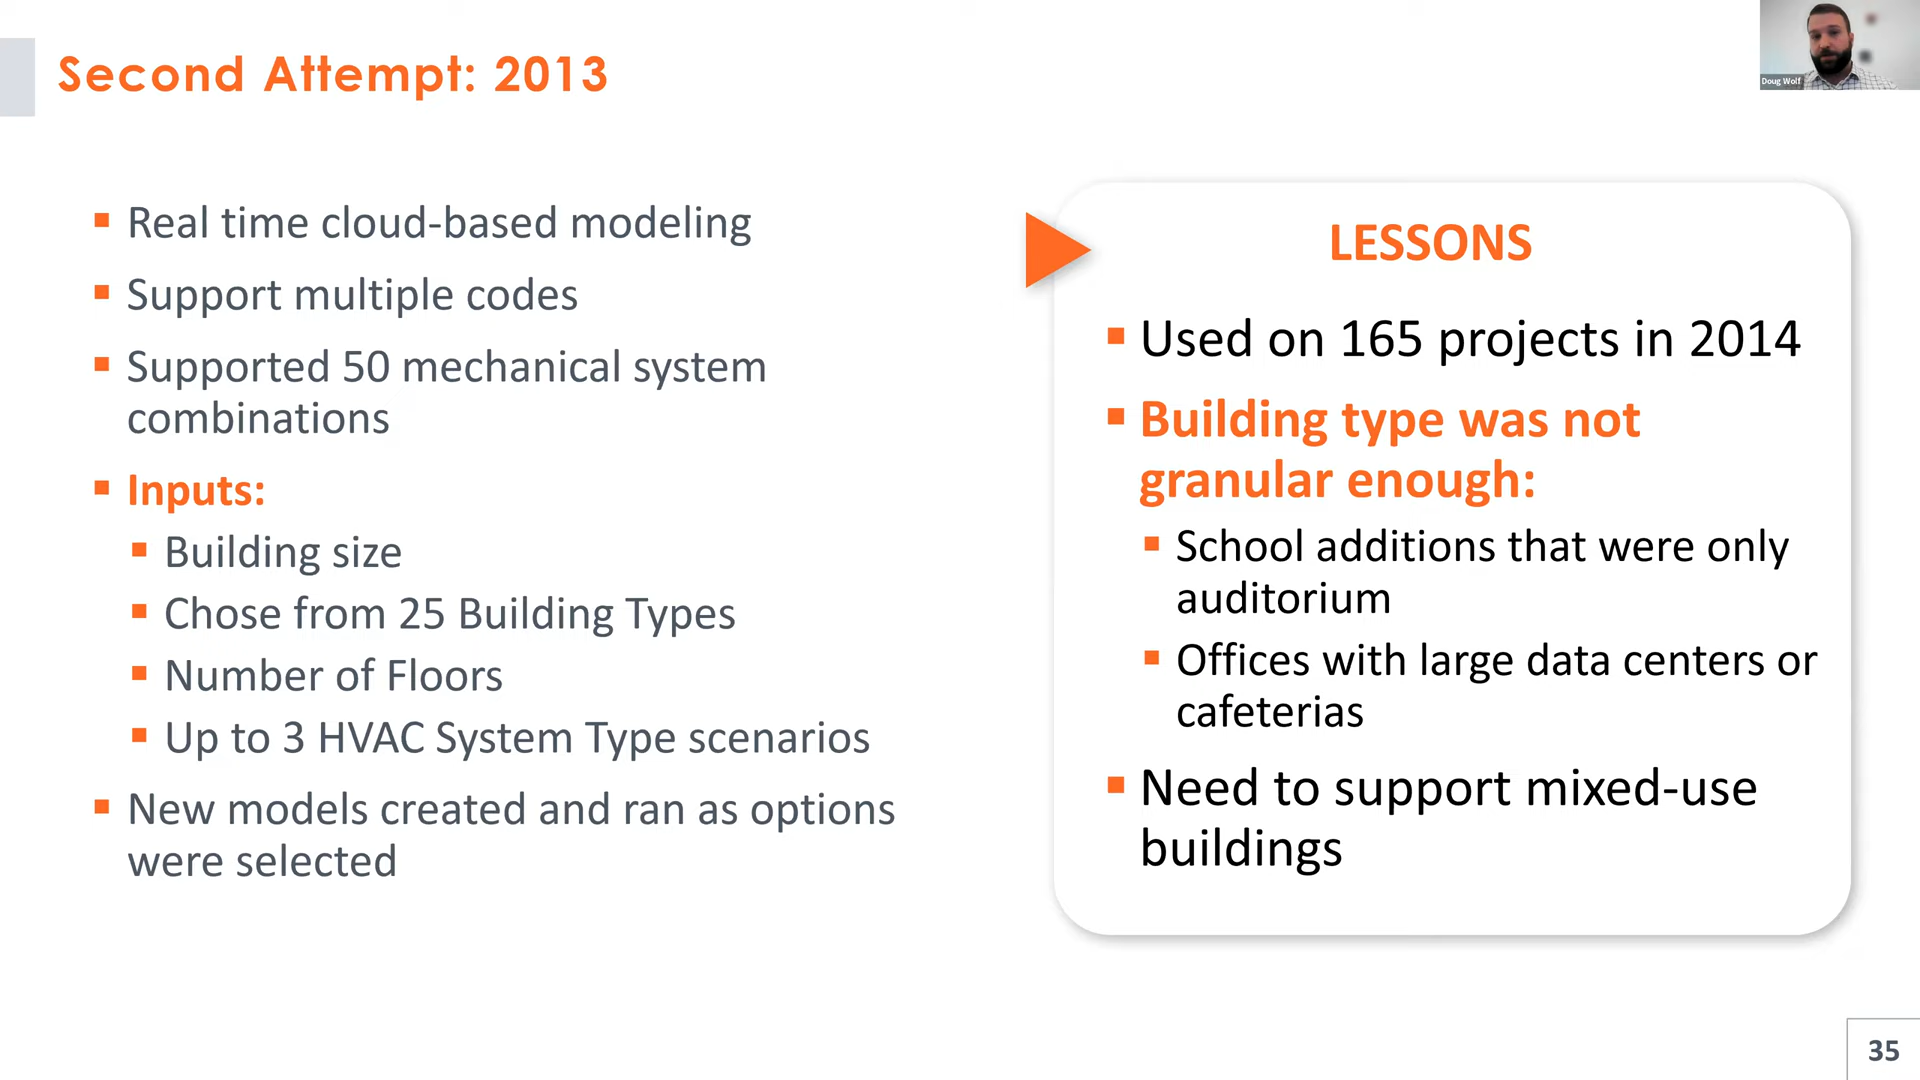 Second Attempt: 2013
Doug Wolf
Real time cloud-based modeling
Support multiple codes
Supported 50 mechanical system
combinations
Inputs:
Building size
Chose from 25 Building Types
Number of Floors
Up to 3 HVAC System Type scenarios
New models created and ran as options
were selected
LESSONS
Used on 165 projects in 2014
Building type was not
granular enough:
School additions that were only
auditorium
Offices with large data centers or
cafeterias
Need to support mixed-use
buildings
35